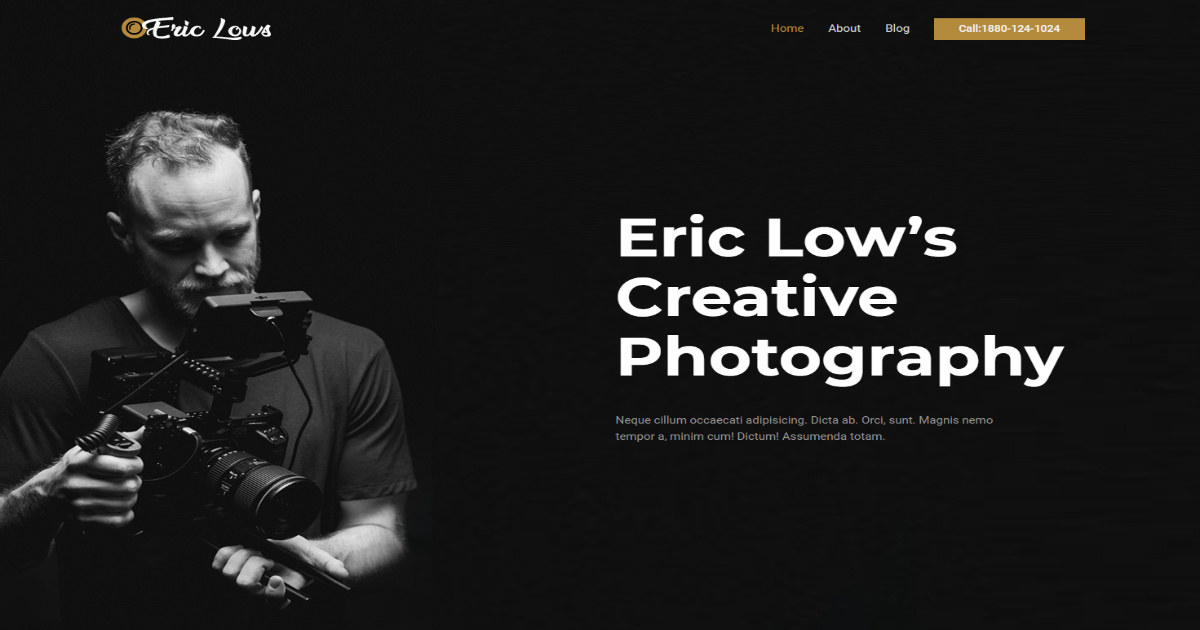 Eric Lows
Home About Blog Call:1880-124-1024
Eric Low’s
Creative
Photography
Neque cillum occaecati adipisicing. Dicta ab. Orci, sunt. Magnis nemo
tempor a, minim cum! Dictum! Assumenda totam.